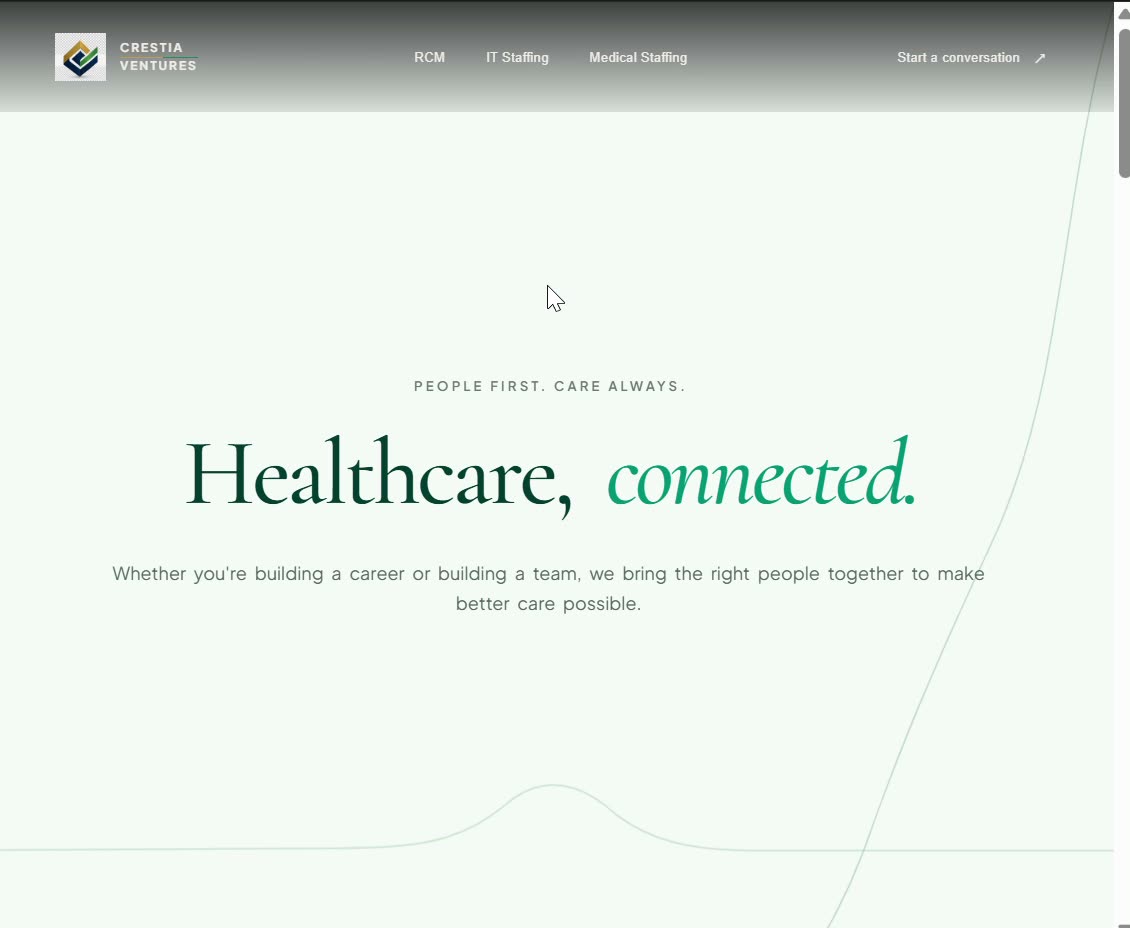 CRESTIA
VENTURES
RCM
IT Staffing
Medical Staffing
Start a conversation ↗
PEOPLE FIRST. CARE ALWAYS.
Healthcare, connected.
Whether you're building a career or building a team, we bring the right people together to make
better care possible.